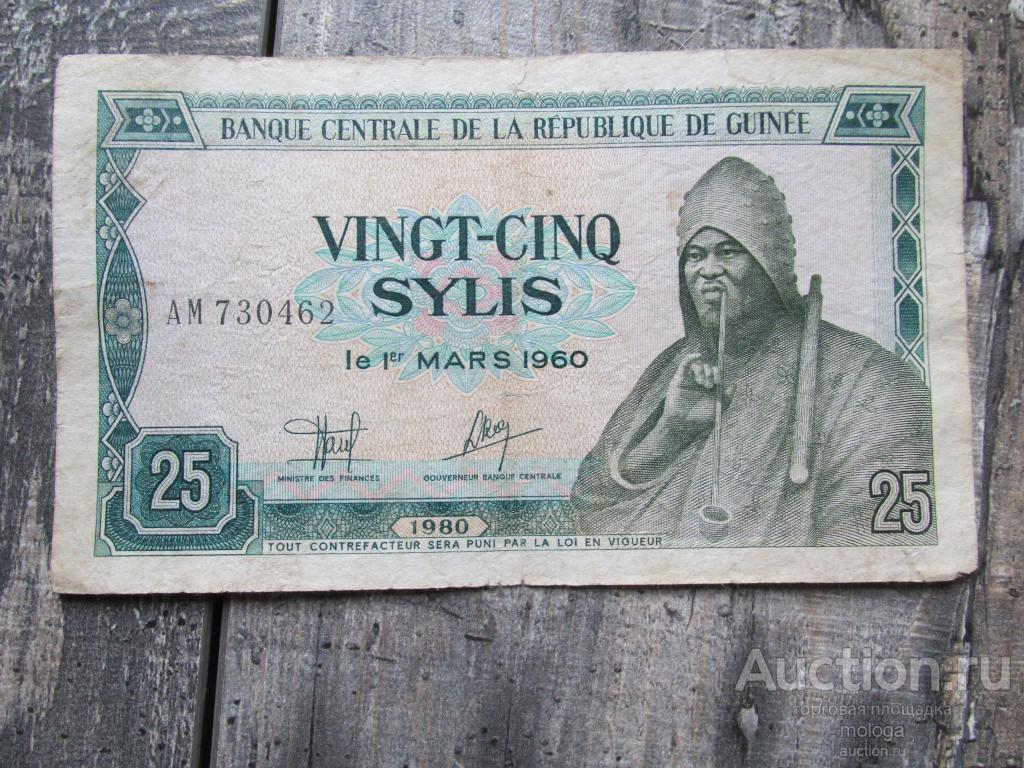 BANQUE CENTRALE DE LA RÉPUBLIQUE DE GUINÉE
VINGT-CINQ
SYLIS
AM 730462
le 1er MARS 1960
MINISTRE DES FINANCES
GOUVERNEUR BANQUE CENTRALE
25
25
1980
TOUT CONTREFACTEUR SERA PUNI PAR LA LOI EN VIGUEUR
Auction.ru
торговая площадка
mologa
auction.ru